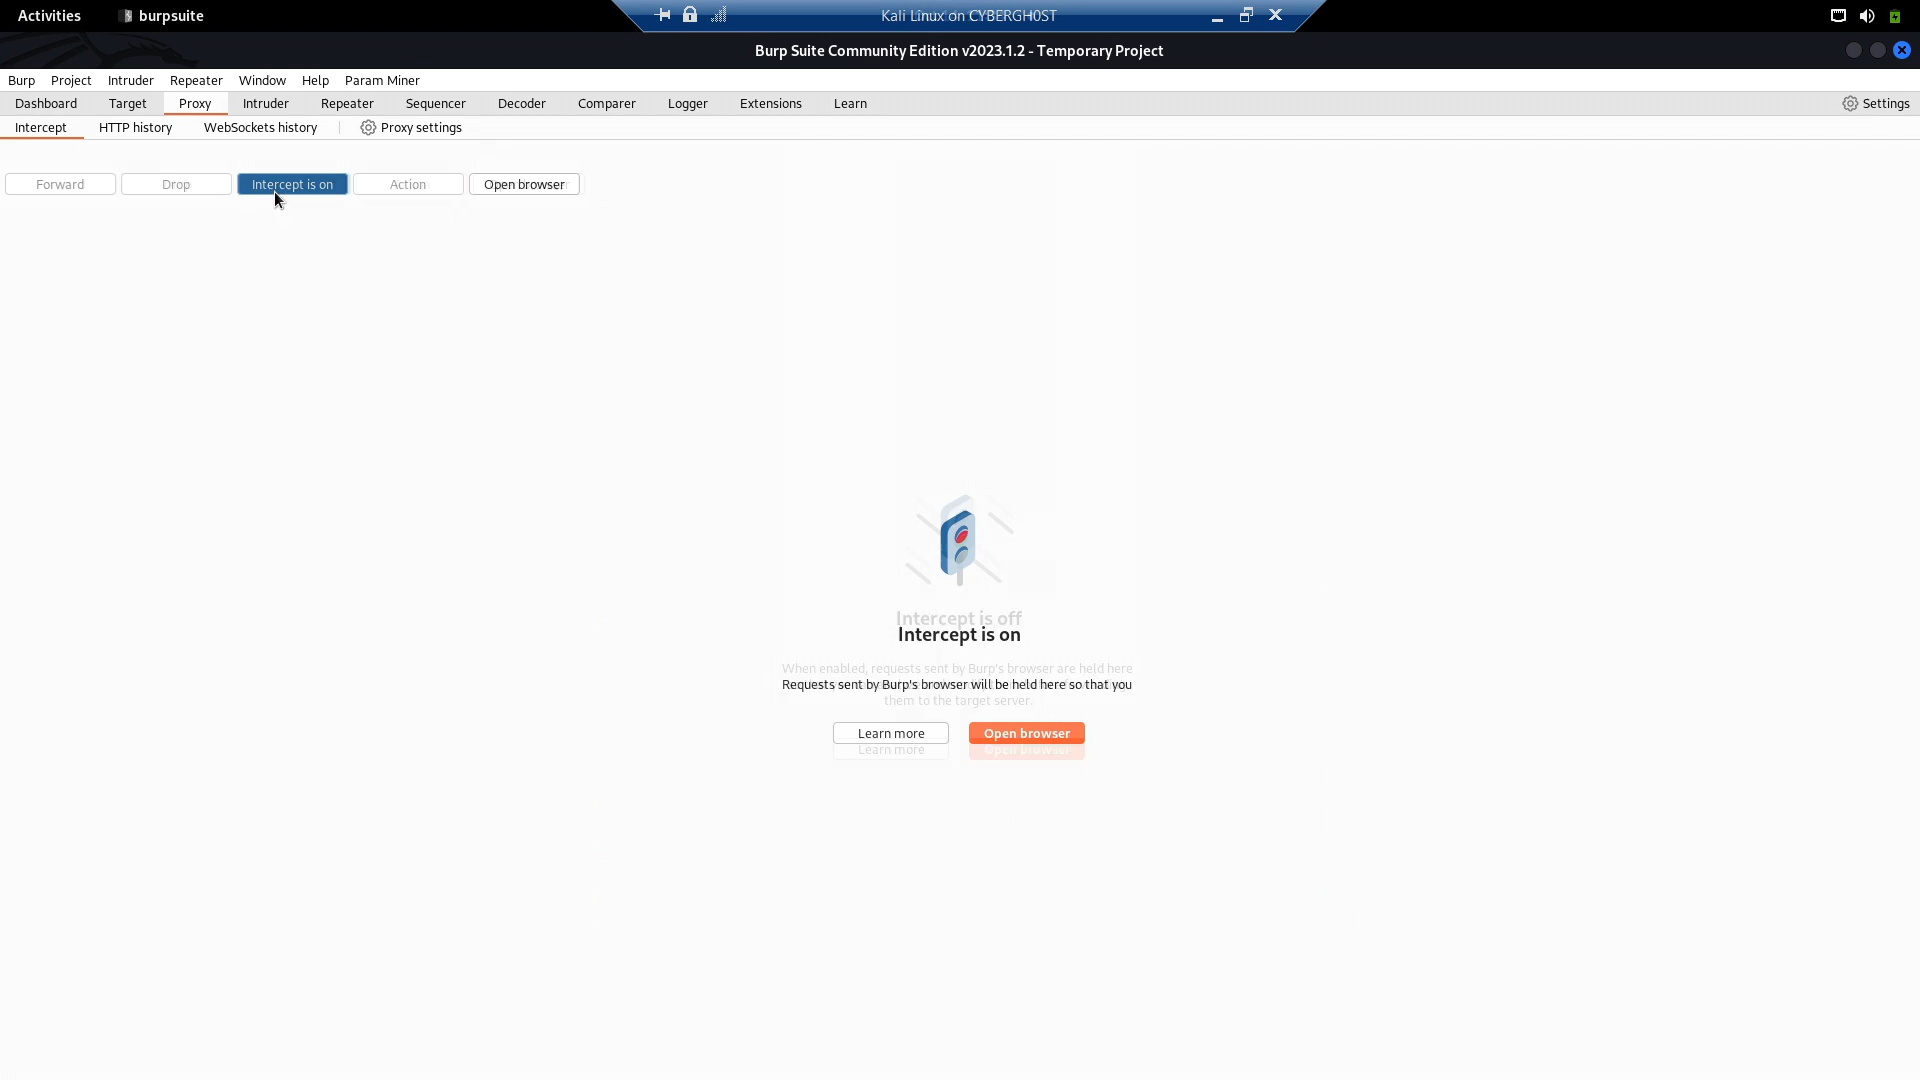 Activities burpsuite Kali Linux on CYBERGH0ST
Burp Suite Community Edition v2023.1.2 - Temporary Project
Burp Project Intruder Repeater Window Help Param Miner
Dashboard Target Proxy Intruder Repeater Sequencer Decoder Comparer Logger Extensions Learn Settings
Intercept HTTP history WebSockets history Proxy settings
Forward Drop Intercept is on Action Open browser
Intercept is off
Intercept is on
When enabled, requests sent by Burp's browser are held here
Requests sent by Burp's browser will be held here so that you
them to the target server.
Learn more Open browser
Learn more Open browser